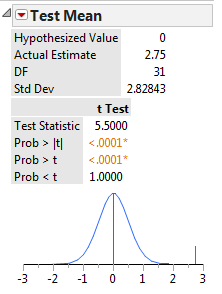 Test Mean
Hypothesized Value 0
Actual Estimate 2.75
DF 31
Std Dev 2.82843
t Test
Test Statistic 5.5000
Prob > |t| <.0001*
Prob > t <.0001*
Prob < t 1.0000
-3 -2 -1 0 1 2 3